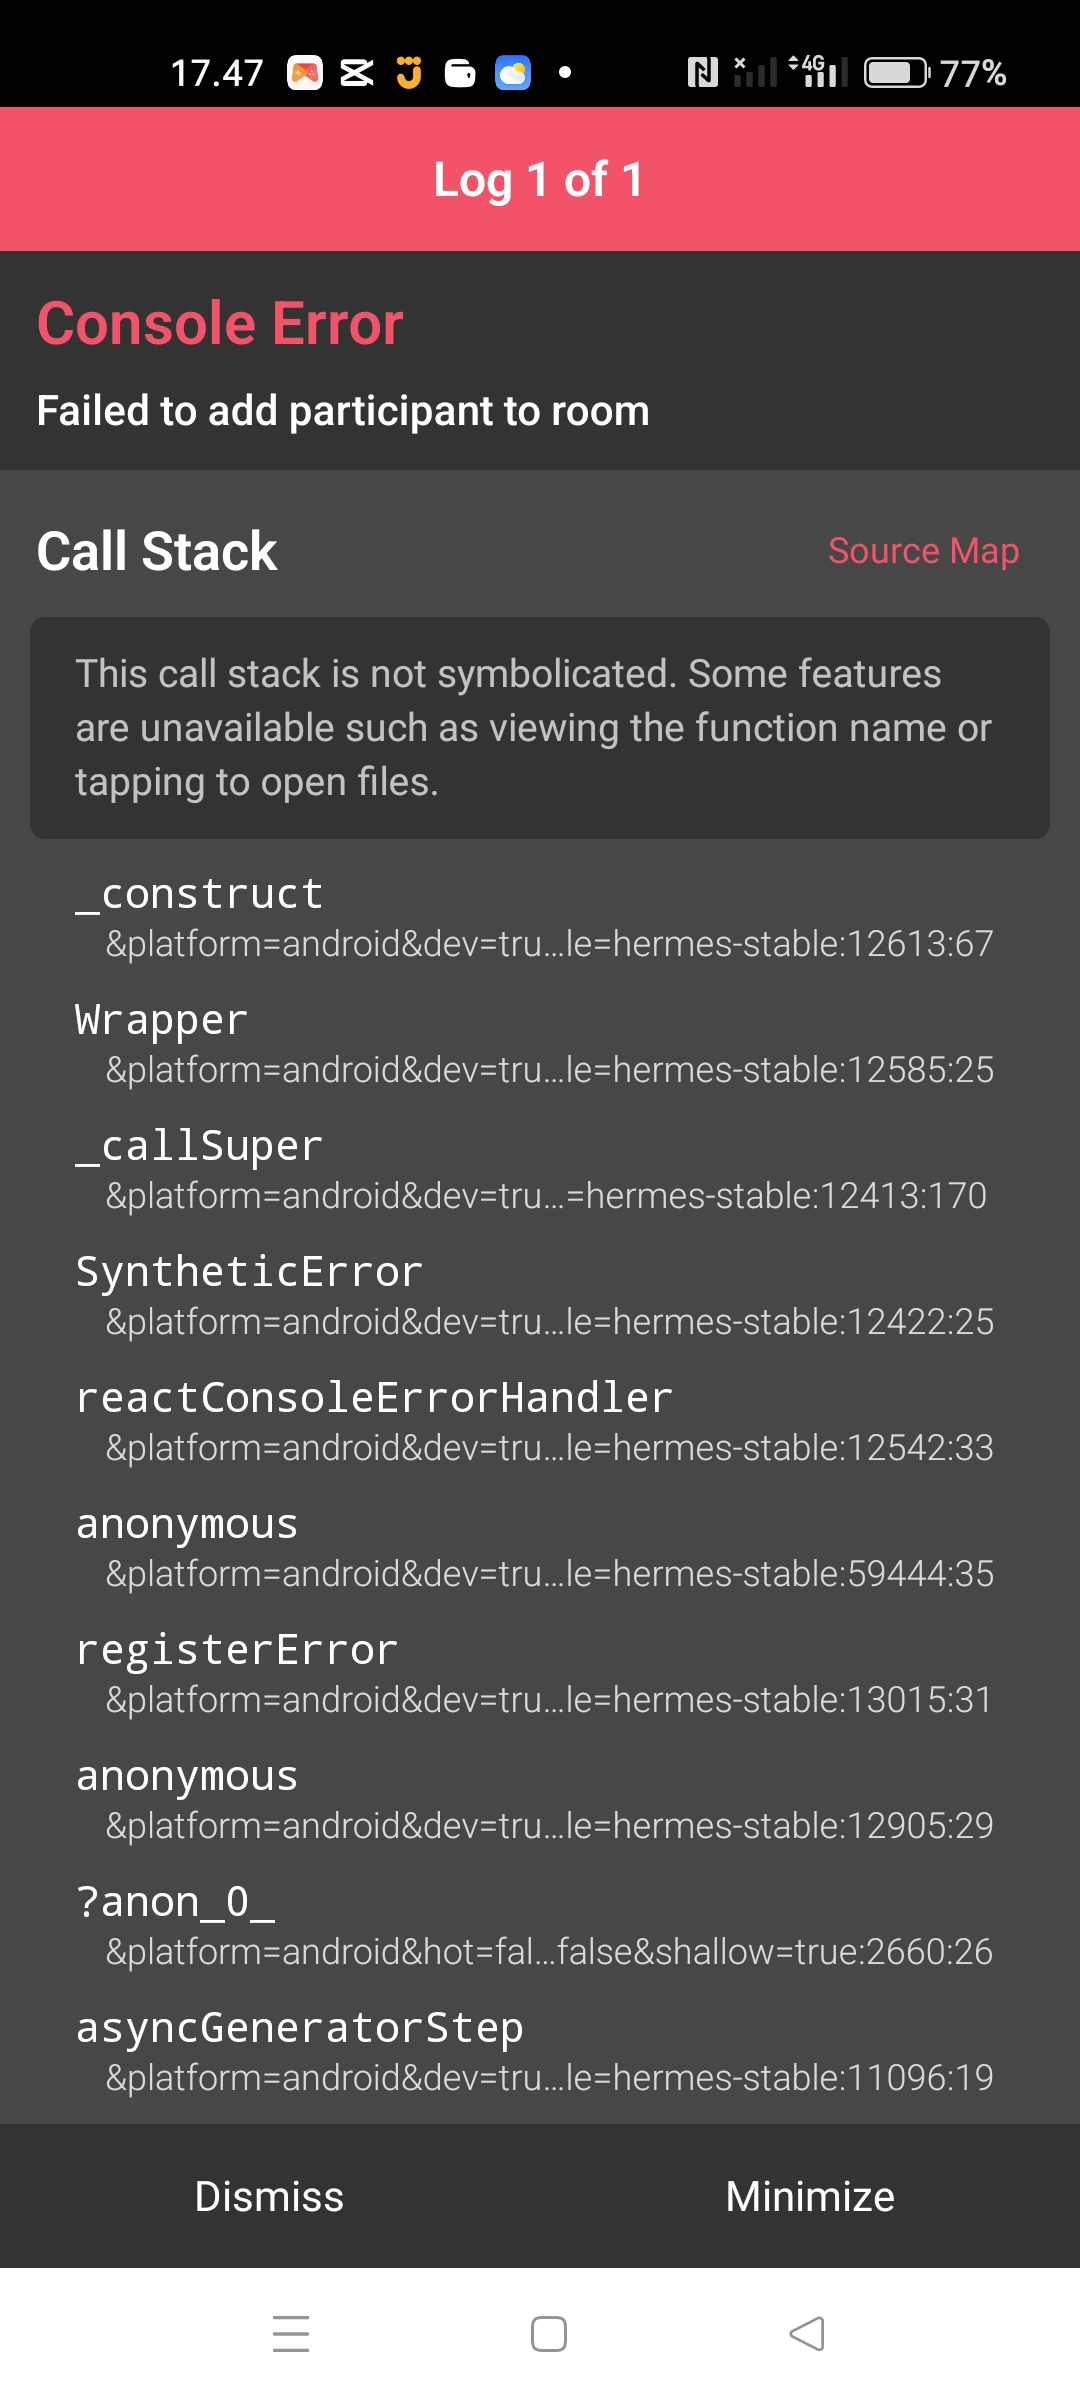 17.47
4G
77%
Log 1 of 1
Console Error
Failed to add participant to room
Call Stack
Source Map
This call stack is not symbolicated. Some features
are unavailable such as viewing the function name or
tapping to open files.
_construct
&platform=android&dev=tru...le=hermes-stable:12613:67
Wrapper
&platform=android&dev=tru...le=hermes-stable:12585:25
_callSuper
&platform=android&dev=tru...=hermes-stable:12413:170
SyntheticError
&platform=android&dev=tru...le=hermes-stable:12422:25
reactConsoleErrorHandler
&platform=android&dev=tru...le=hermes-stable:12542:33
anonymous
&platform=android&dev=tru...le=hermes-stable:59444:35
registerError
&platform=android&dev=tru...le=hermes-stable:13015:31
anonymous
&platform=android&dev=tru...le=hermes-stable:12905:29
?anon_0_
&platform=android&hot=fal...false&shallow=true:2660:26
asyncGeneratorStep
&platform=android&dev=tru...le=hermes-stable:11096:19
Dismiss
Minimize